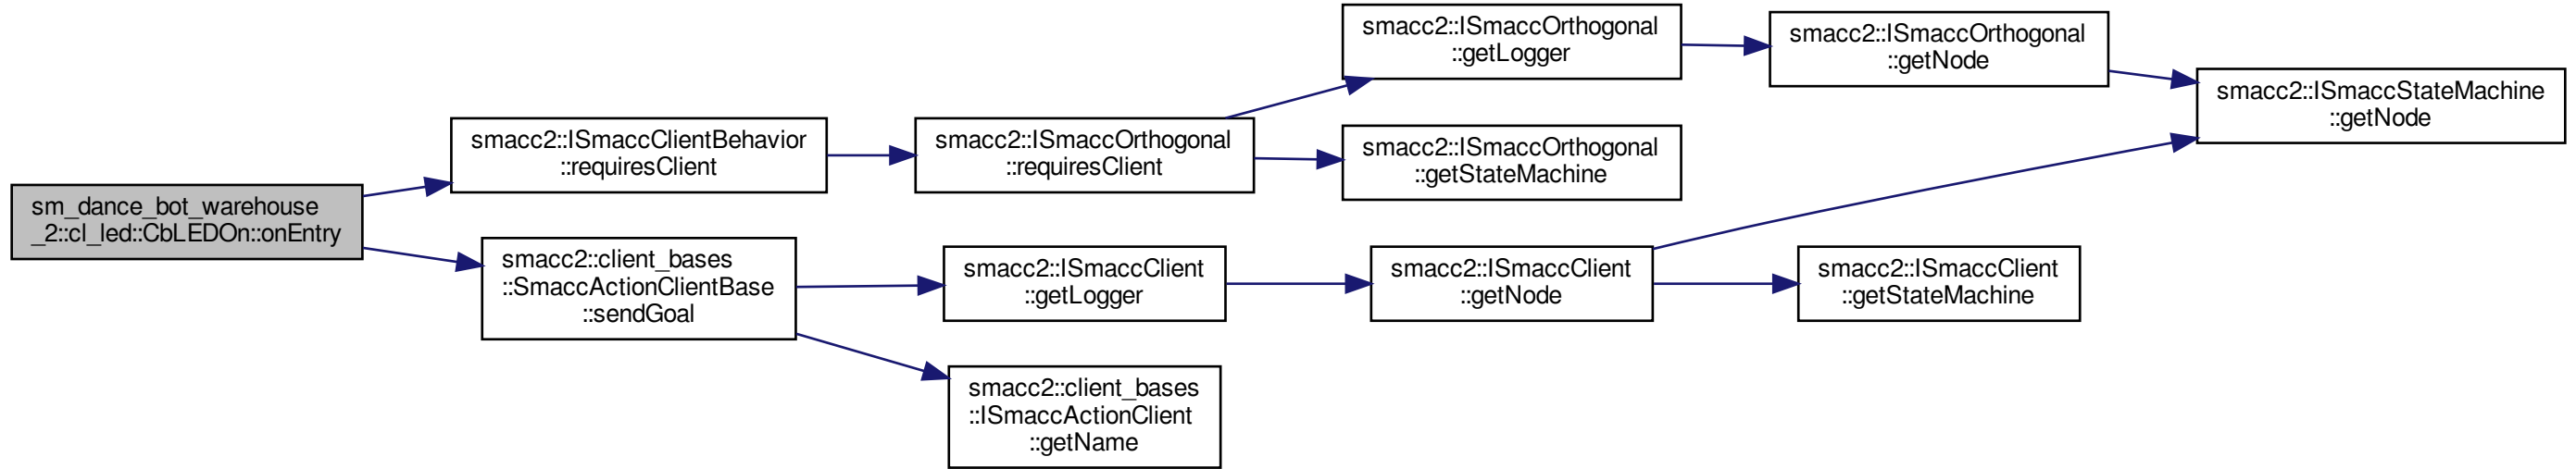 sm_dance_bot_warehouse
_2::cl_led::CbLEDOn::onEntry
smacc2::ISmaccClientBehavior
::requiresClient
smacc2::ISmaccOrthogonal
::requiresClient
smacc2::ISmaccOrthogonal
::getLogger
smacc2::ISmaccOrthogonal
::getNode
smacc2::ISmaccStateMachine
::getNode
smacc2::ISmaccOrthogonal
::getStateMachine
smacc2::client_bases
::SmaccActionClientBase
::sendGoal
smacc2::ISmaccClient
::getLogger
smacc2::ISmaccClient
::getNode
smacc2::ISmaccClient
::getStateMachine
smacc2::client_bases
::ISmaccActionClient
::getName